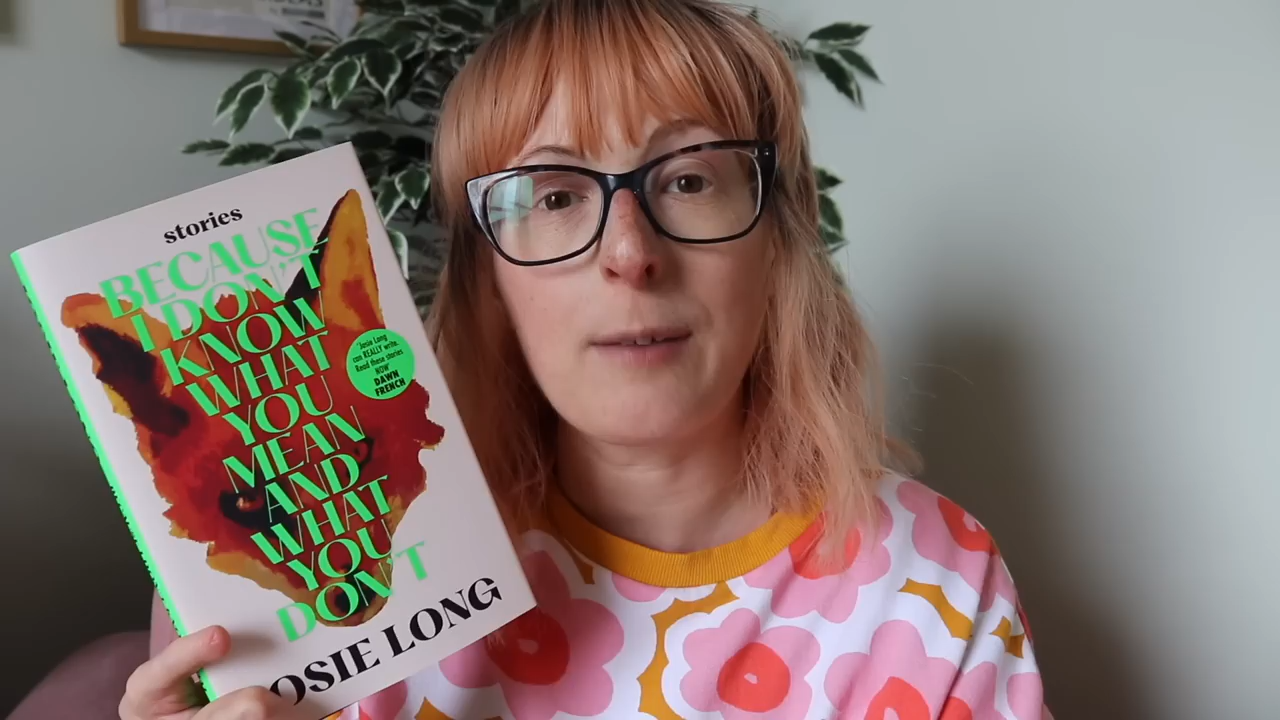 stories
BECAUSE
I DON'T
KNOW
WHAT
YOU
MEAN
AND
WHAT
YOU
DON'T
"Josie Long
can REALLY write.
Read these stories
NOW"
DAWN
FRENCH
OSIE LONG